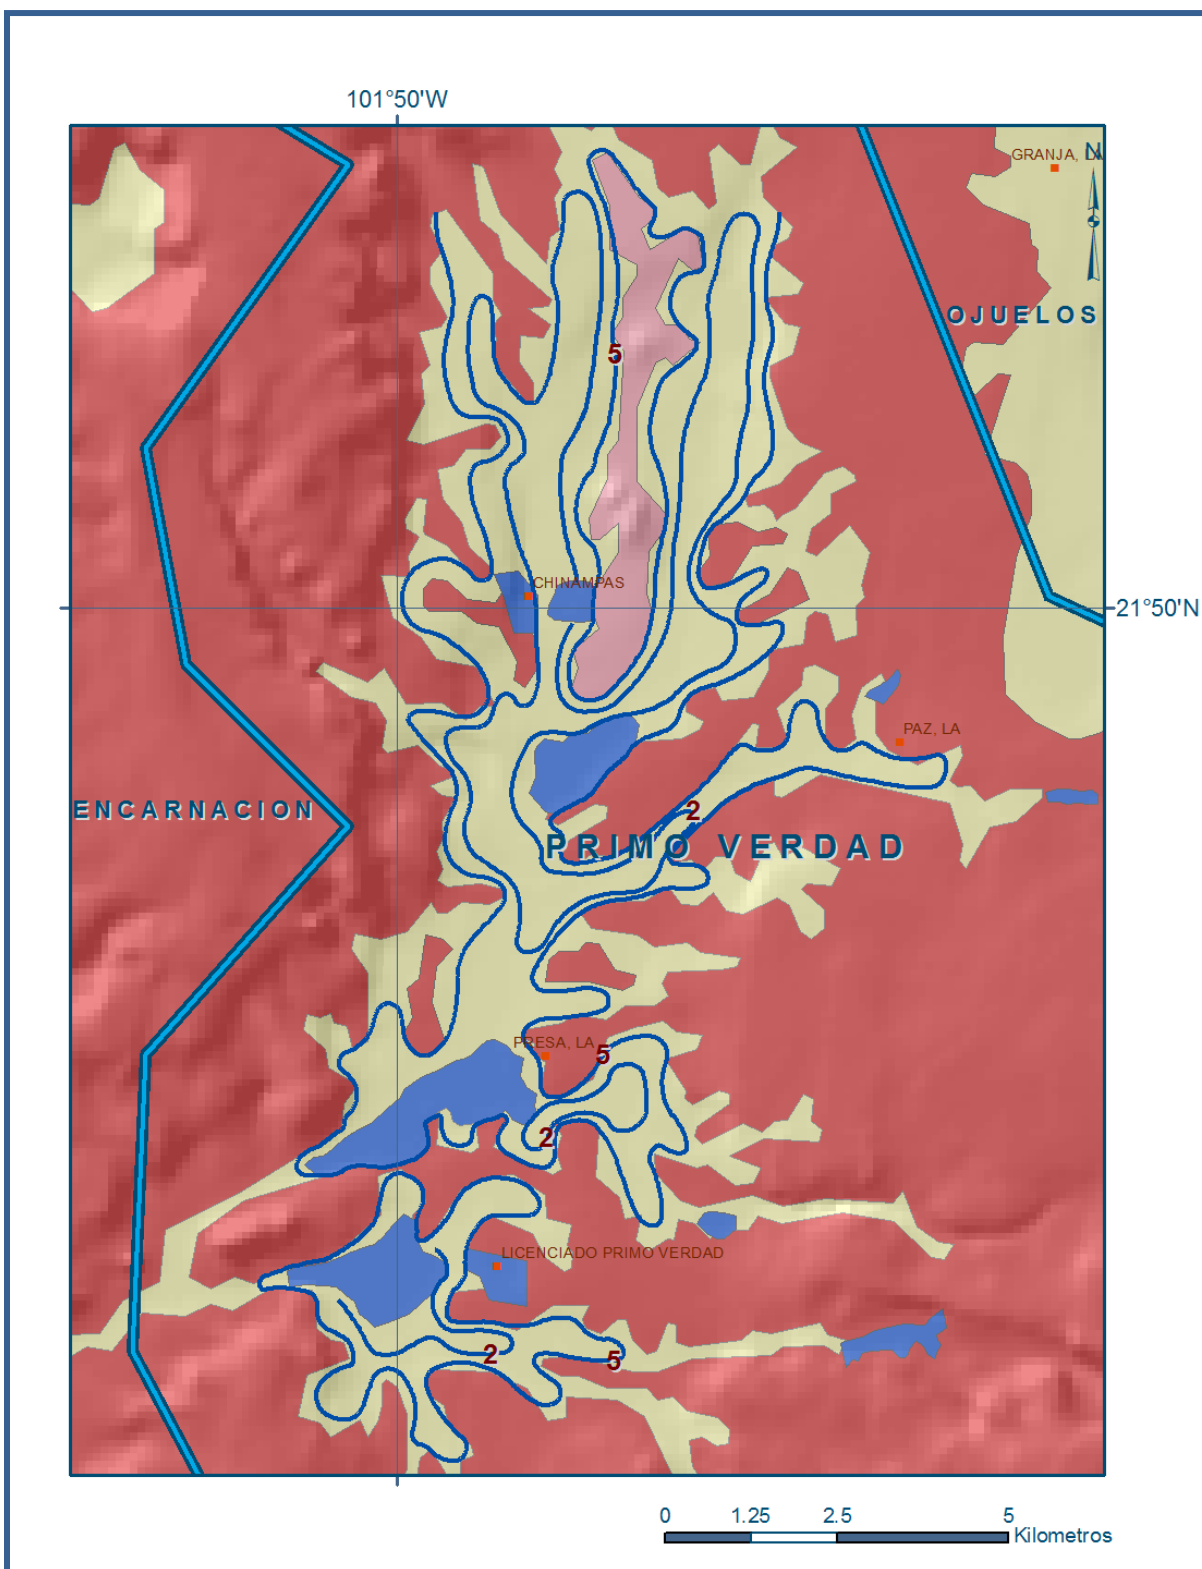 101°50'W
N
GRANJA, LA
OJUELOS
5
CHINAMPAS
21°50'N
PAZ, LA
ENCARNACION
2
PRIMO VERDAD
PRESA, LA
5
2
LICENCIADO PRIMO VERDAD
2
5
0 1.25 2.5 5
Kilometros